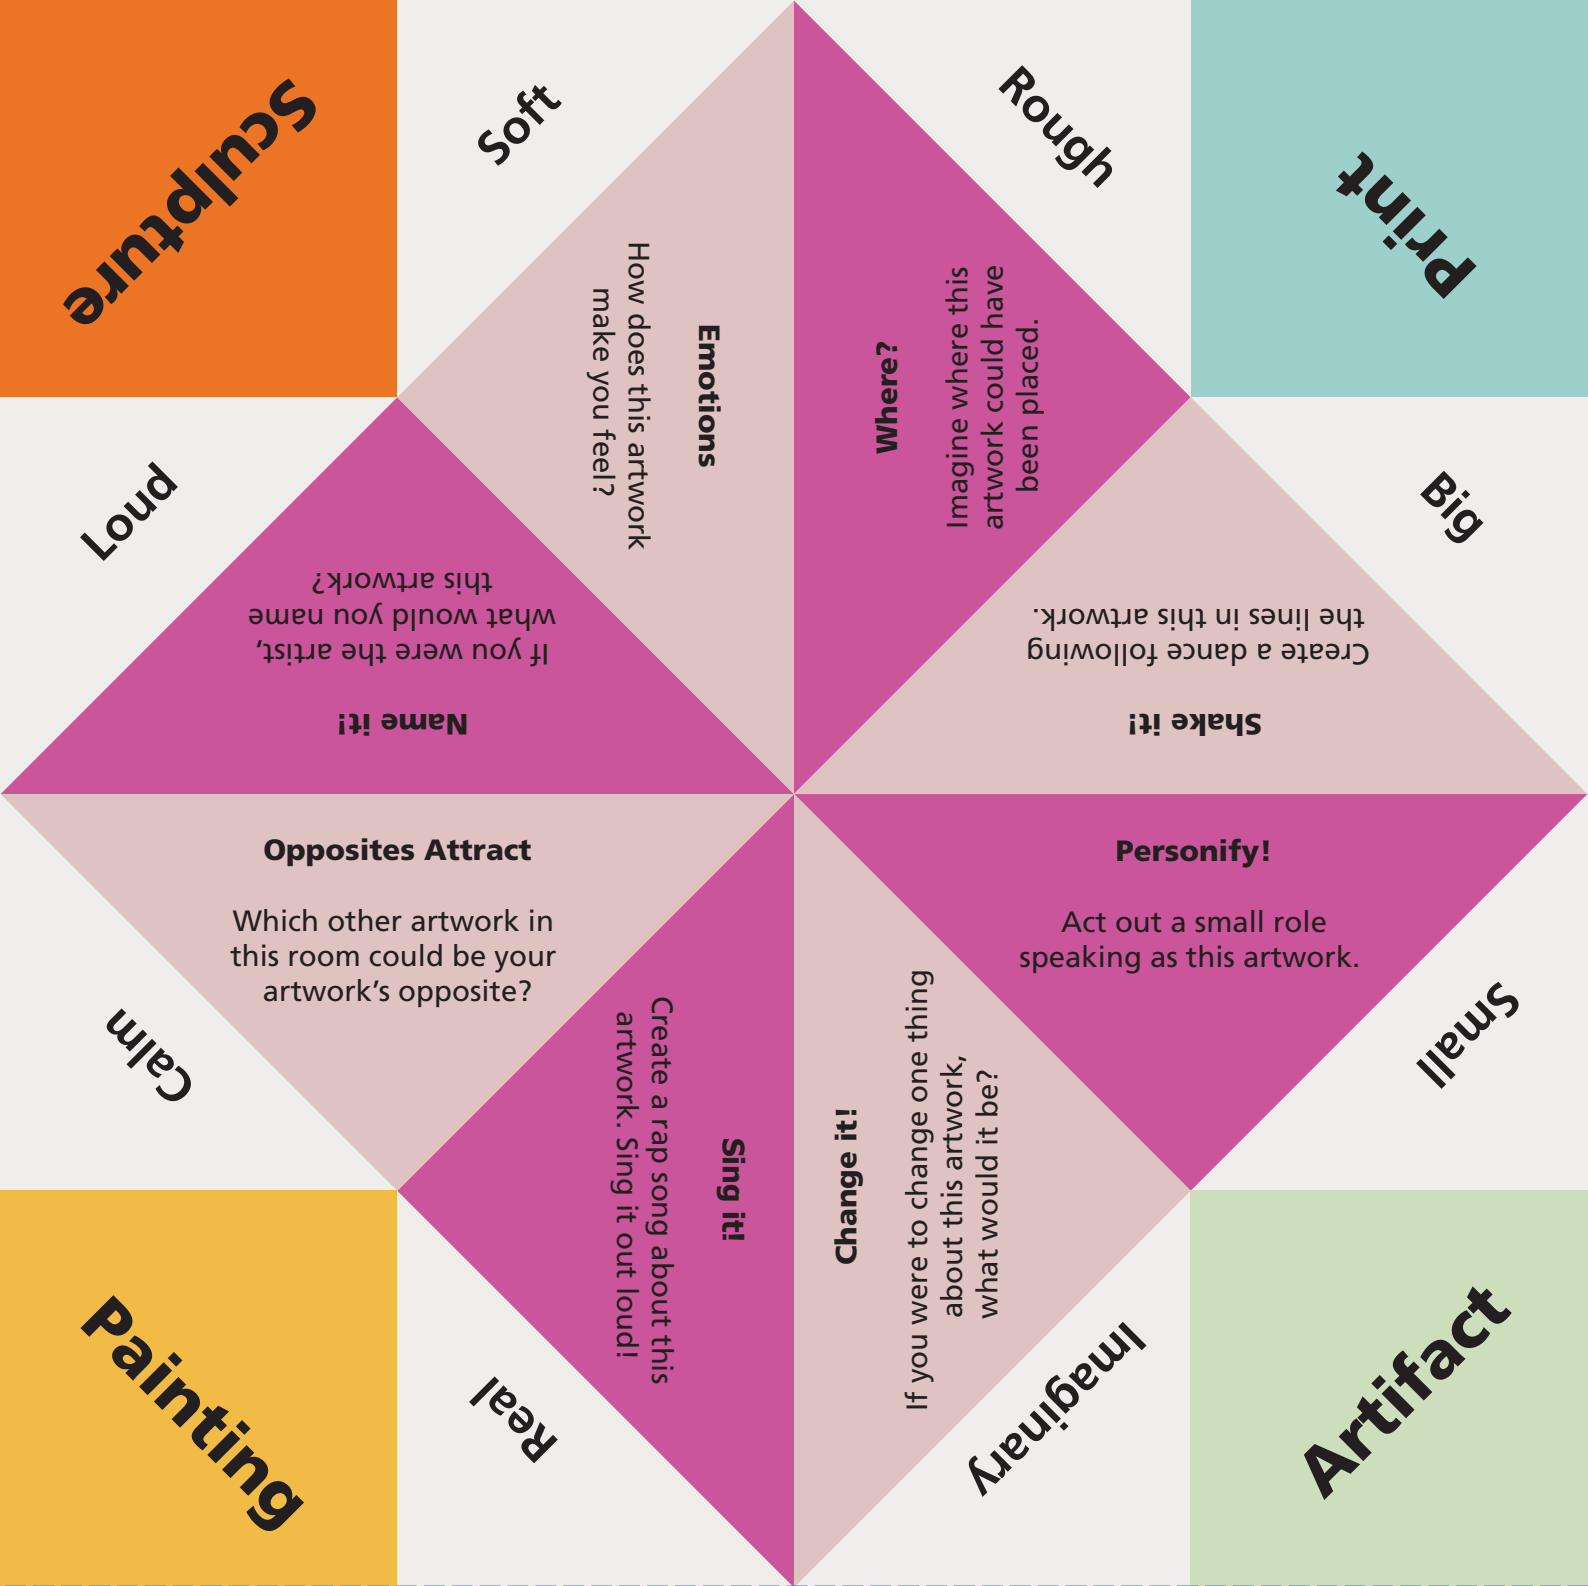 Sculpture
Soft
Rough
Print
Emotions
How does this artwork
make you feel?
Where?
Imagine where this
artwork could have
been placed.
Loud
Big
Name it!
If you were the artist,
what would you name
this artwork?
Shake it!
Create a dance following
the lines in this artwork.
Opposites Attract
Which other artwork in
this room could be your
artwork’s opposite?
Personify!
Act out a small role
speaking as this artwork.
Calm
Small
Sing it!
Create a rap song about this
artwork. Sing it out loud!
Change it!
If you were to change one thing
about this artwork,
what would it be?
Painting
Real
Imaginary
Artifact